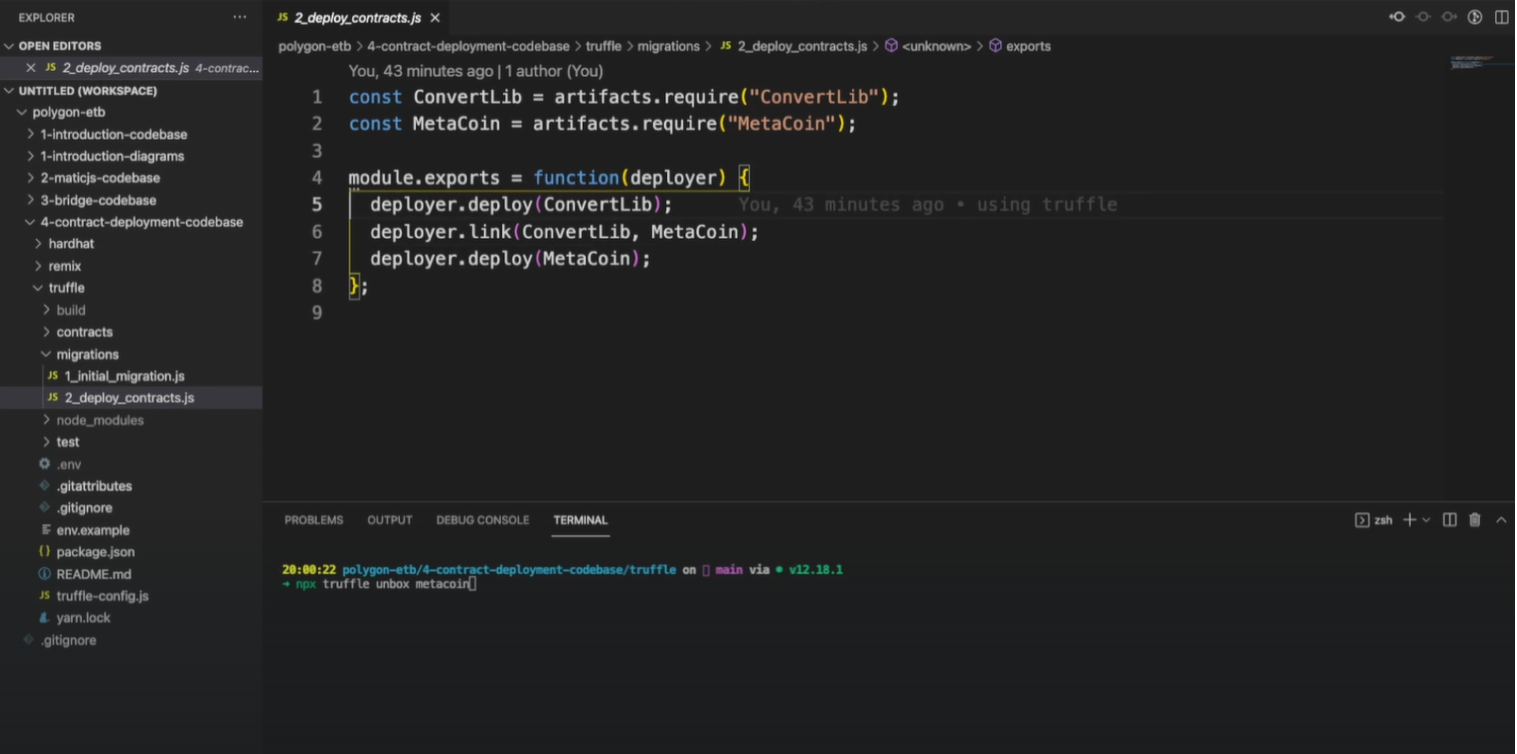 EXPLORER
···
OPEN EDITORS
JS 2_deploy_contracts.js 4-contrac...
UNTITLED (WORKSPACE)
polygon-etb
1-introduction-codebase
1-introduction-diagrams
2-maticjs-codebase
3-bridge-codebase
4-contract-deployment-codebase
hardhat
remix
truffle
build
contracts
migrations
JS 1_initial_migration.js
JS 2_deploy_contracts.js
node_modules
test
.env
.gitattributes
.gitignore
env.example
{} package.json
README.md
JS truffle-config.js
yarn.lock
.gitignore
JS 2_deploy_contracts.js
polygon-etb > 4-contract-deployment-codebase > truffle > migrations > JS 2_deploy_contracts.js > <unknown> > exports
You, 43 minutes ago | 1 author (You)
1 const ConvertLib = artifacts.require("ConvertLib");
2 const MetaCoin = artifacts.require("MetaCoin");
3
4 module.exports = function(deployer) {
5 deployer.deploy(ConvertLib); You, 43 minutes ago • using truffle
6 deployer.link(ConvertLib, MetaCoin);
7 deployer.deploy(MetaCoin);
8 };
9
PROBLEMS OUTPUT DEBUG CONSOLE TERMINAL
zsh
20:00:22 polygon-etb/4-contract-deployment-codebase/truffle on main via ● v12.18.1
→ npx truffle unbox metacoin